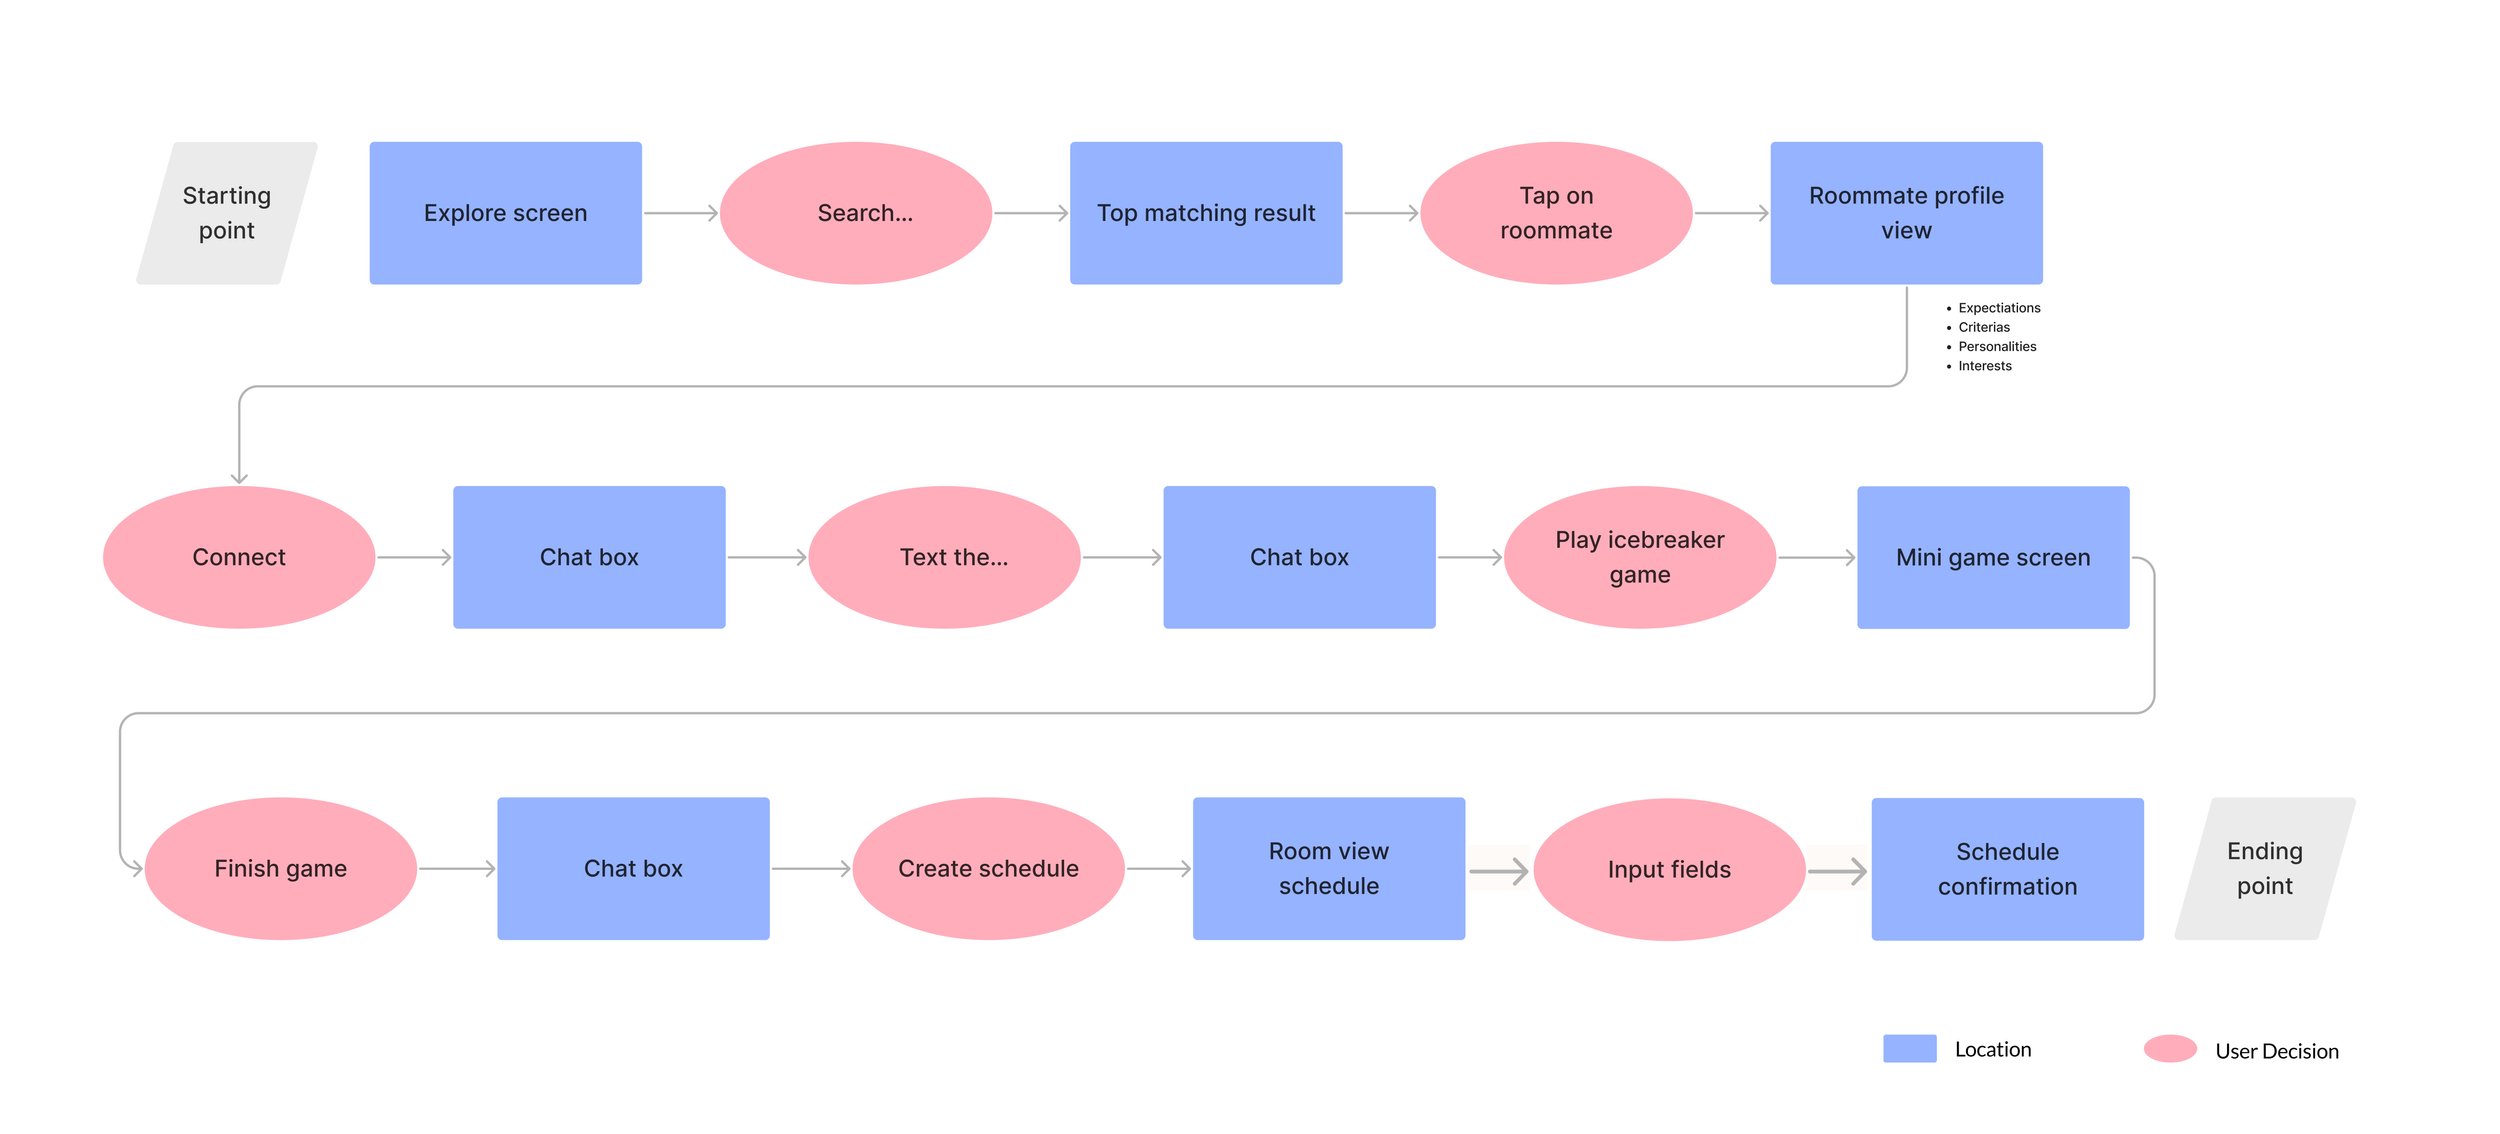 Starting
point
Explore screen
Search...
Top matching result
Tap on
roommate
Roommate profile
view
• Expectiations
• Criterias
• Personalities
• Interests
Connect
Chat box
Text the...
Chat box
Play icebreaker
game
Mini game screen
Finish game
Chat box
Create schedule
Room view
schedule
Input fields
Schedule
confirmation
Ending
point
Location
User Decision